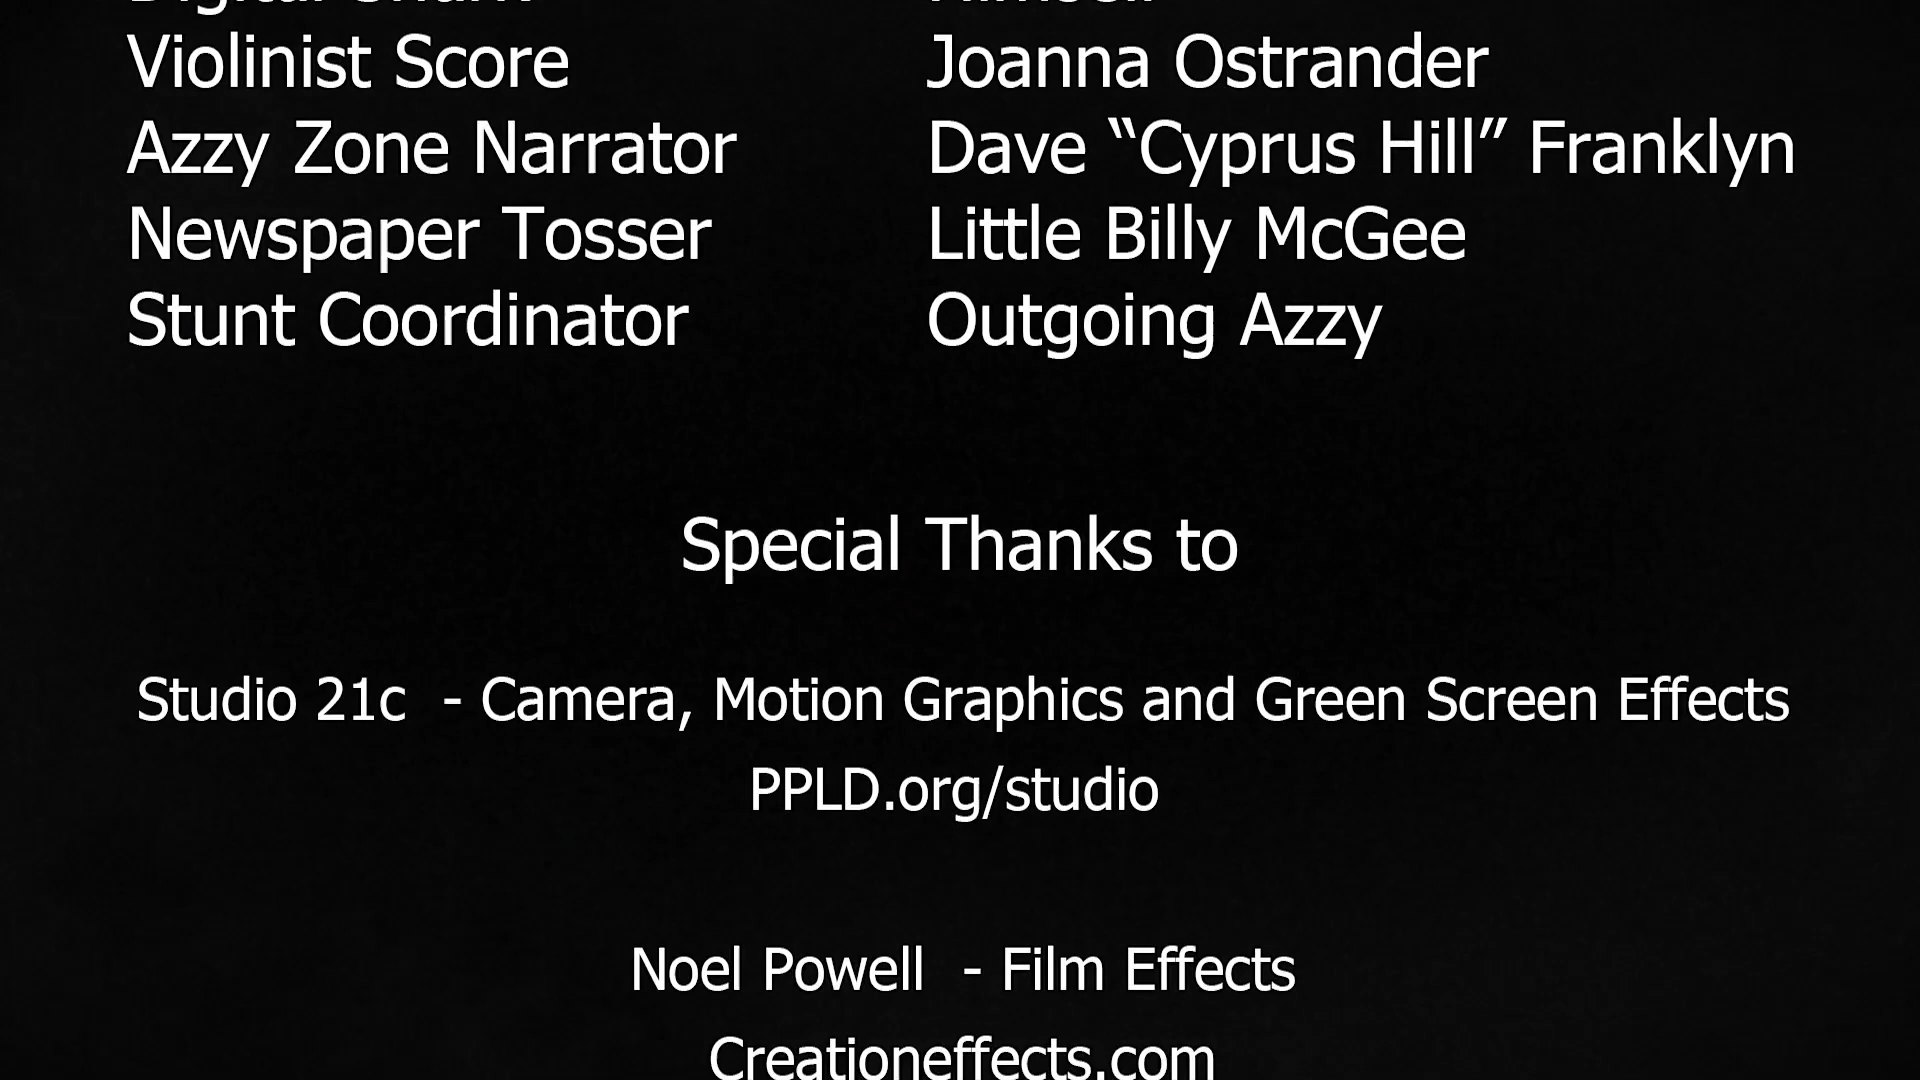 Violinist Score Joanna Ostrander
Azzy Zone Narrator Dave “Cyprus Hill” Franklyn
Newspaper Tosser Little Billy McGee
Stunt Coordinator Outgoing Azzy
Special Thanks to
Studio 21c - Camera, Motion Graphics and Green Screen Effects
PPLD.org/studio
Noel Powell - Film Effects
Creationeffects.com